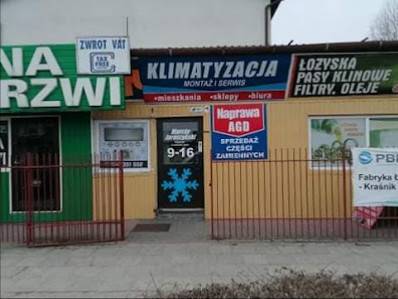 ZWROT VAT
TAX
FREE
NA
RZWI
KLIMATYZACJA
MONTAŻ I SERWIS
•mieszkania •sklepy •biura
ŁOŻYSKA
PASY KLINOWE
FILTRY, OLEJE
Naprawa
AGD
SPRZEDAŻ
CZĘŚCI
ZAMIENNYCH
9-16
PB
Fabryka
- Kraśnik